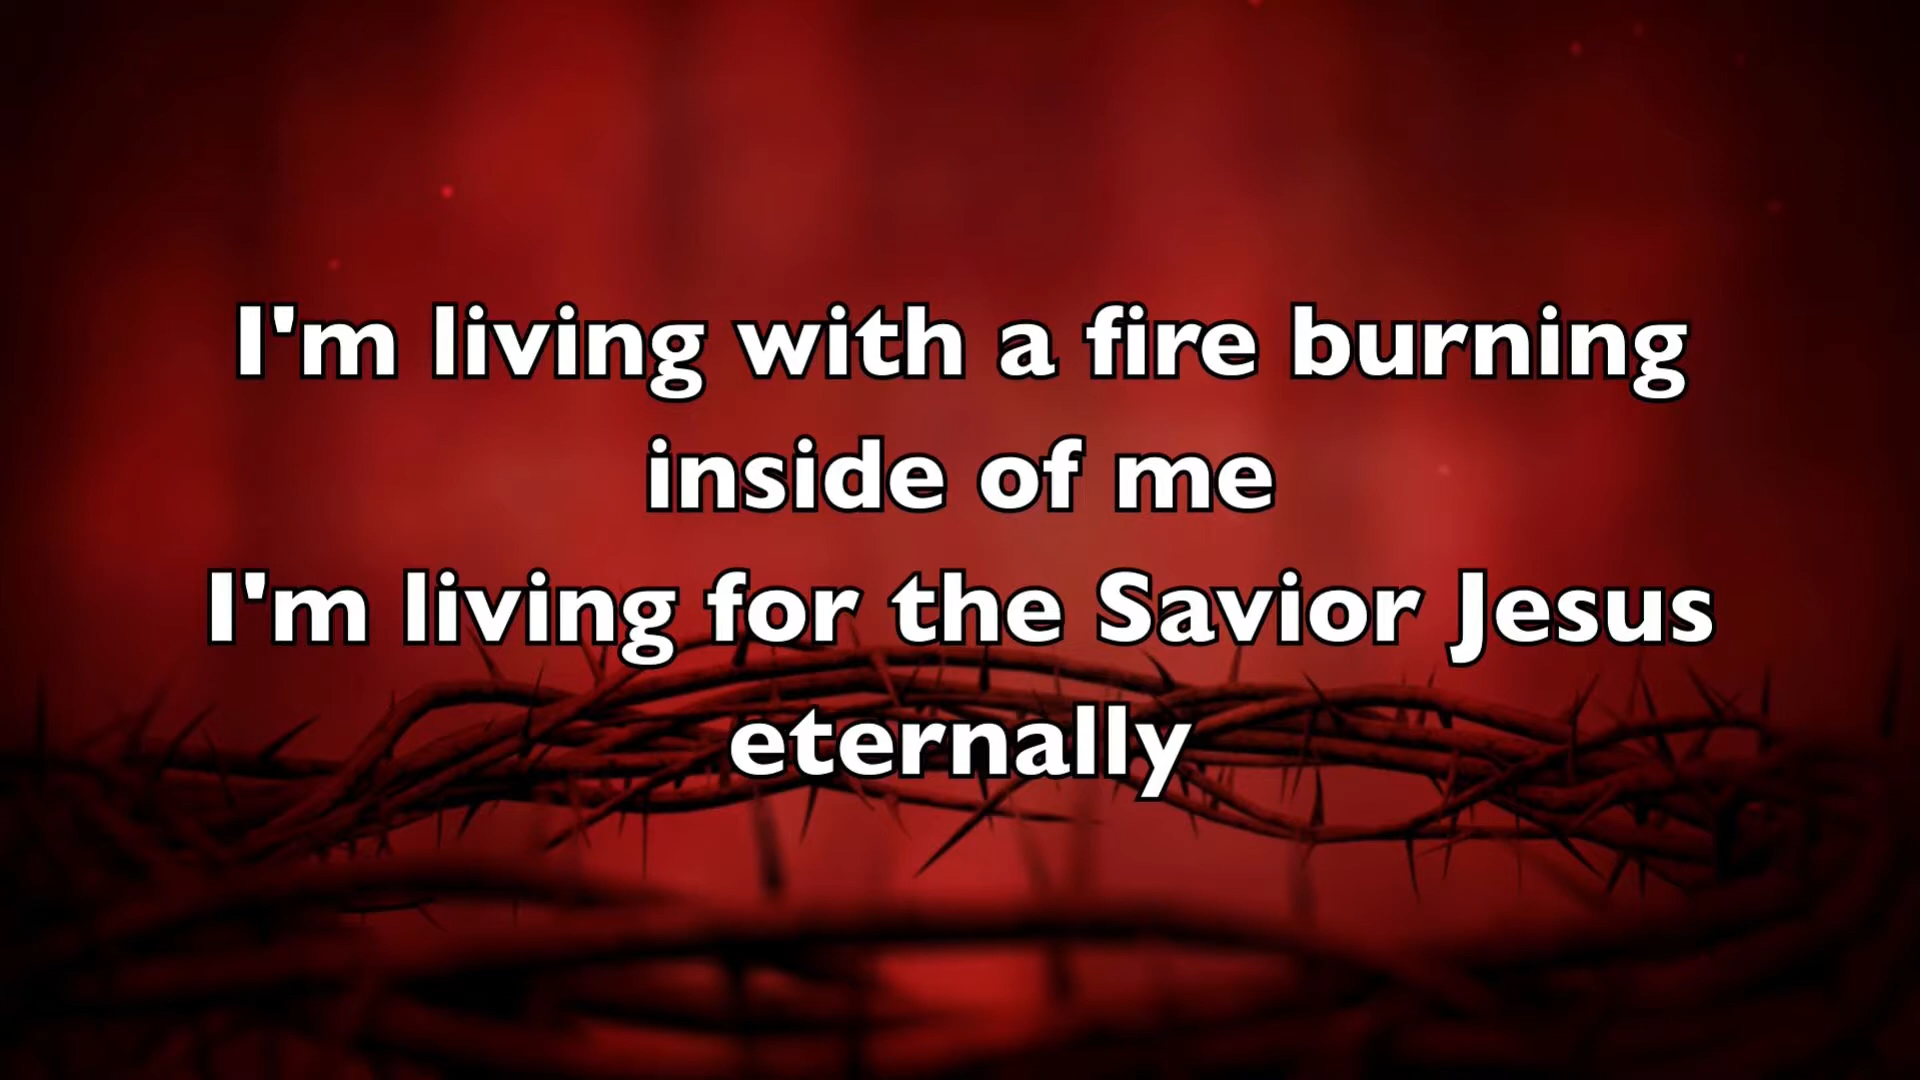 I'm living with a fire burning
inside of me
I'm living for the Savior Jesus
eternally